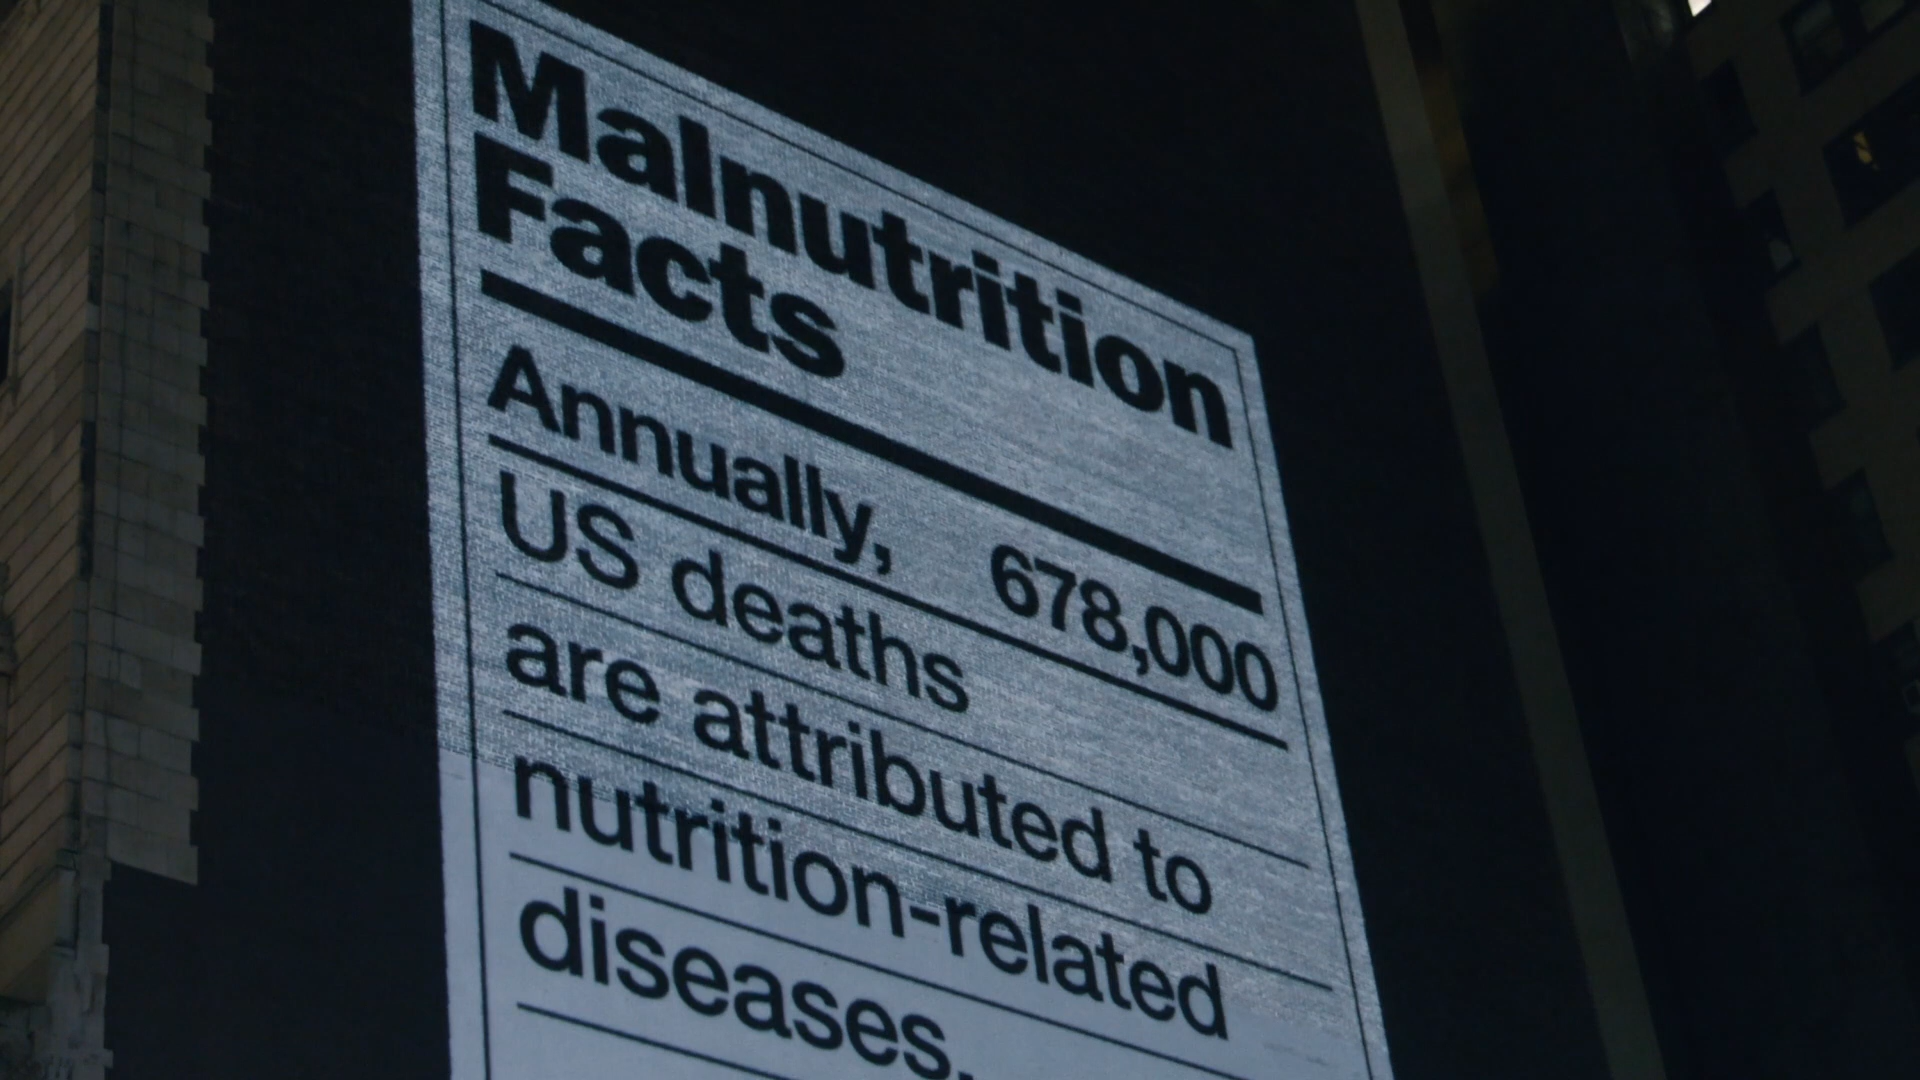 Malnutrition
Facts
Annually, 678,000
US deaths
are attributed to
nutrition-related
diseases.